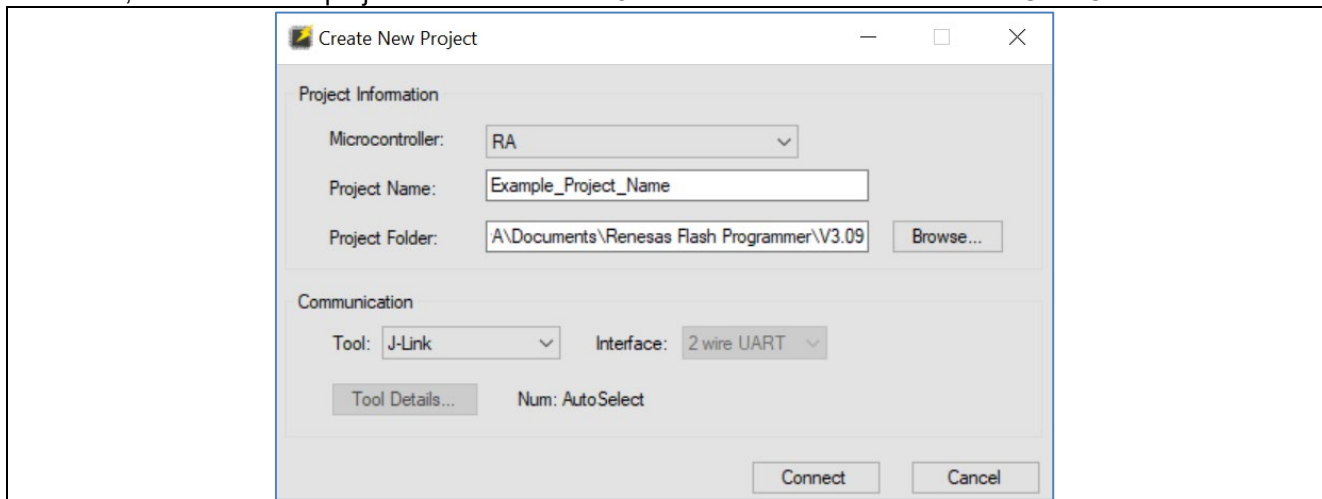 Create New Project
Project Information
Microcontroller: RA
Project Name: Example_Project_Name
Project Folder: A\Documents\Renesas Flash Programmer\V3.09 Browse...
Communication
Tool: J-Link Interface: 2 wire UART
Tool Details... Num: AutoSelect
Connect Cancel